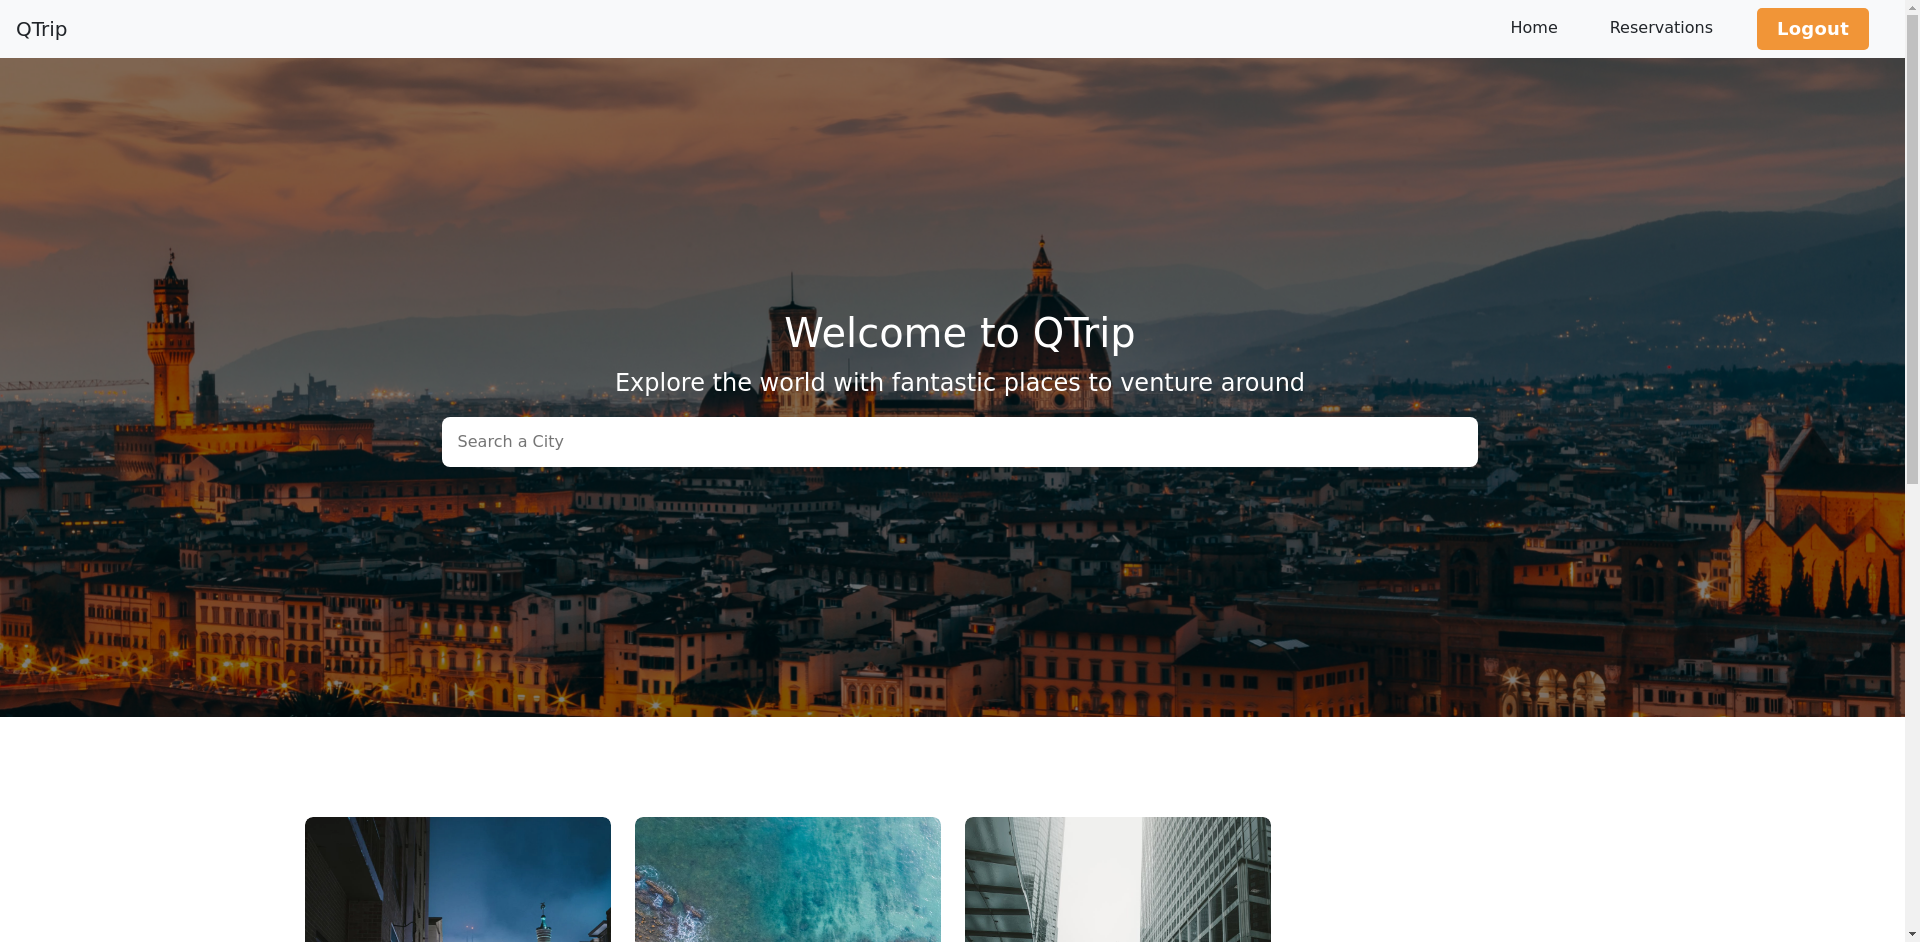 QTrip
Home
Reservations
Logout
Welcome to QTrip
Explore the world with fantastic places to venture around
Search a City